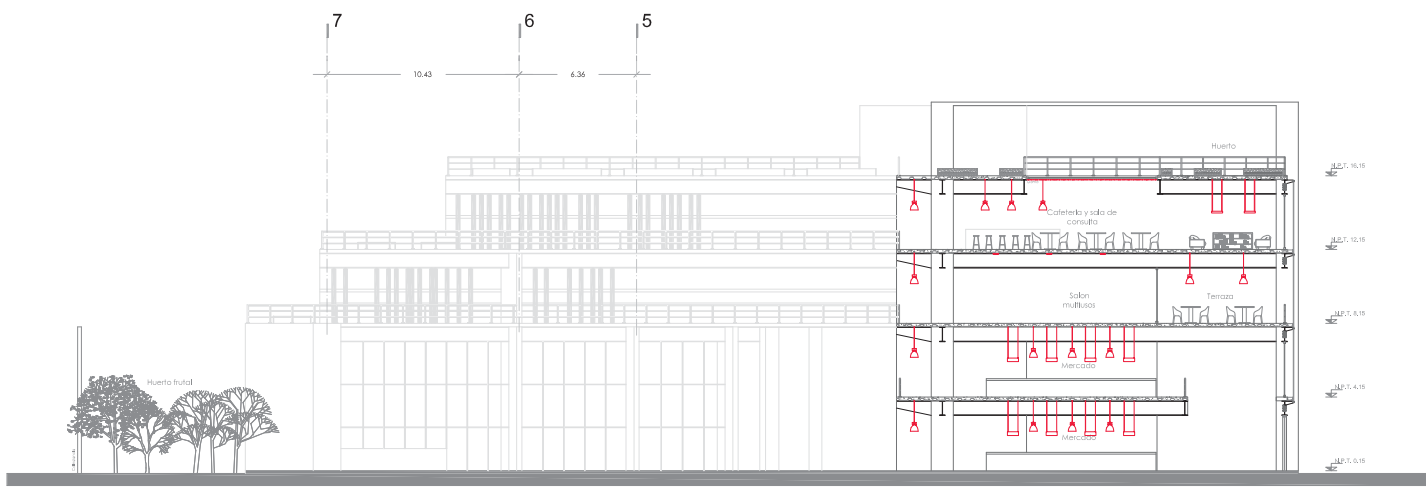 7
6
5
10.43
6.36
Huerto
N.P.T. 16.15
Cafetería y sala de
consulta
N.P.T. 12.15
Salon
multiusos
Terraza
N.P.T. 8.15
Mercado
Huerto frutal
N.P.T. 4.15
Mercado
N.P.T. 0.15